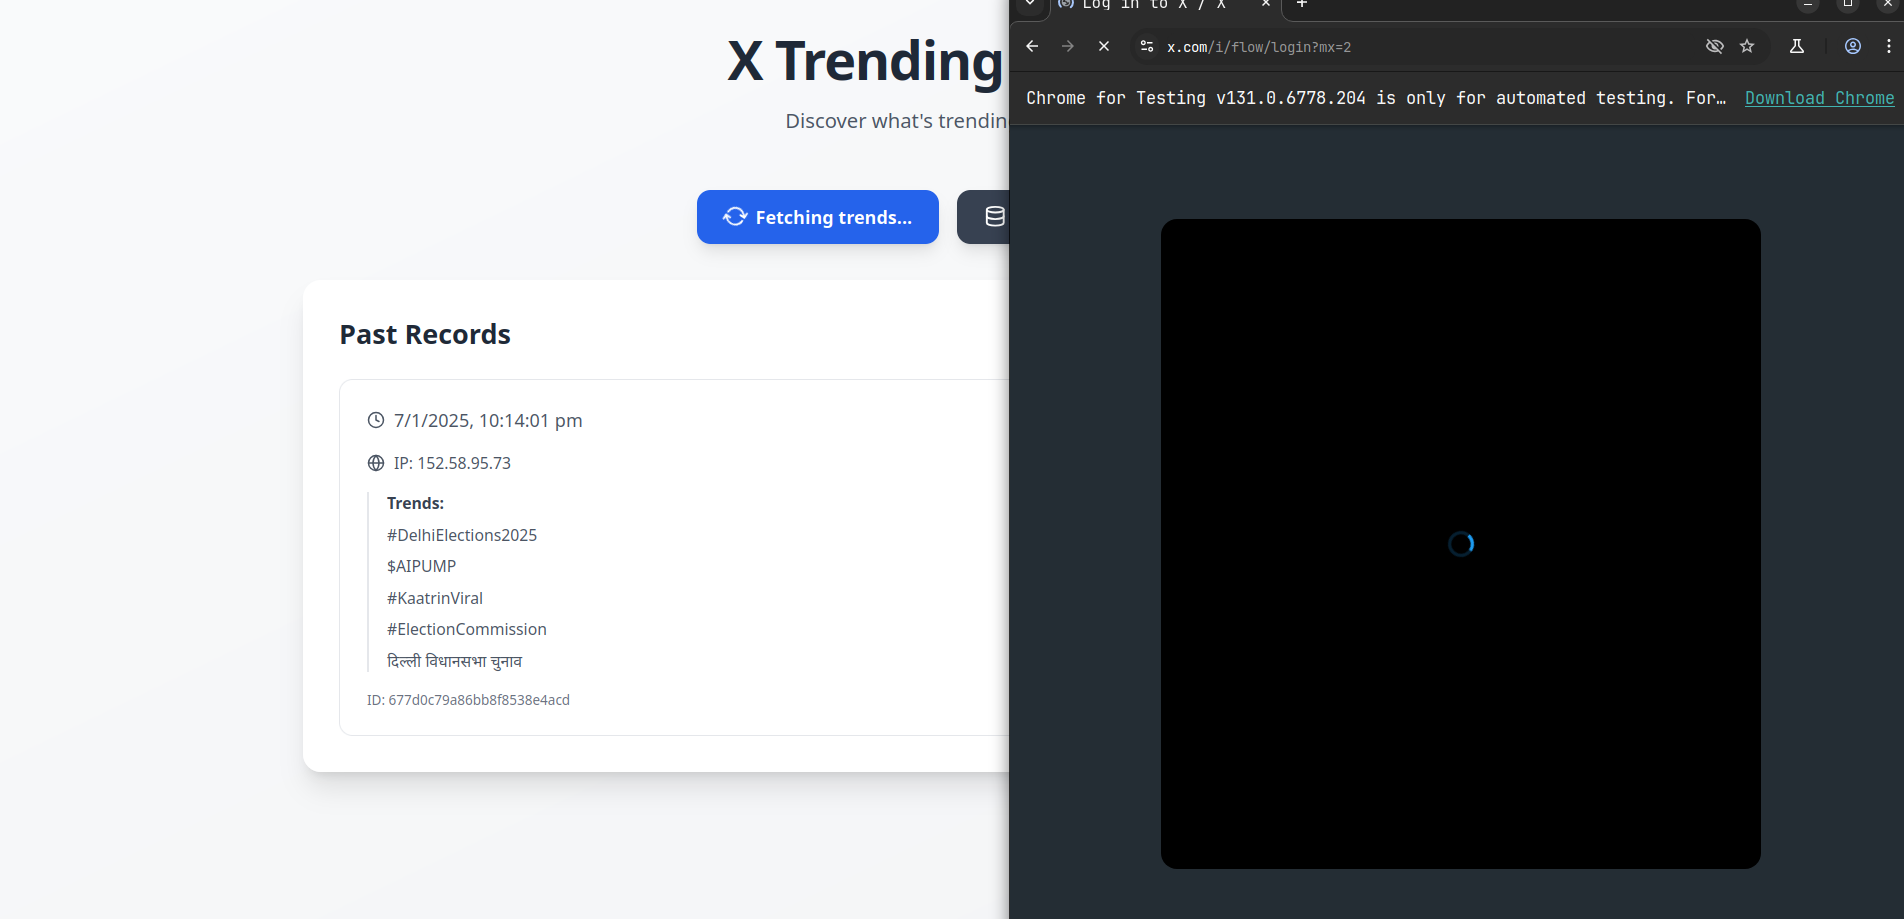 X Trending
Discover what's trendin
Fetching trends...
Past Records
7/1/2025, 10:14:01 pm
IP: 152.58.95.73
Trends:
#DelhiElections2025
$AIPUMP
#KaatrinViral
#ElectionCommission
दिल्ली विधानसभा चुनाव
ID: 677d0c79a86bb8f8538e4acd
Log in to X / X
x.com/i/flow/login?mx=2
Chrome for Testing v131.0.6778.204 is only for automated testing. For… Download Chrome